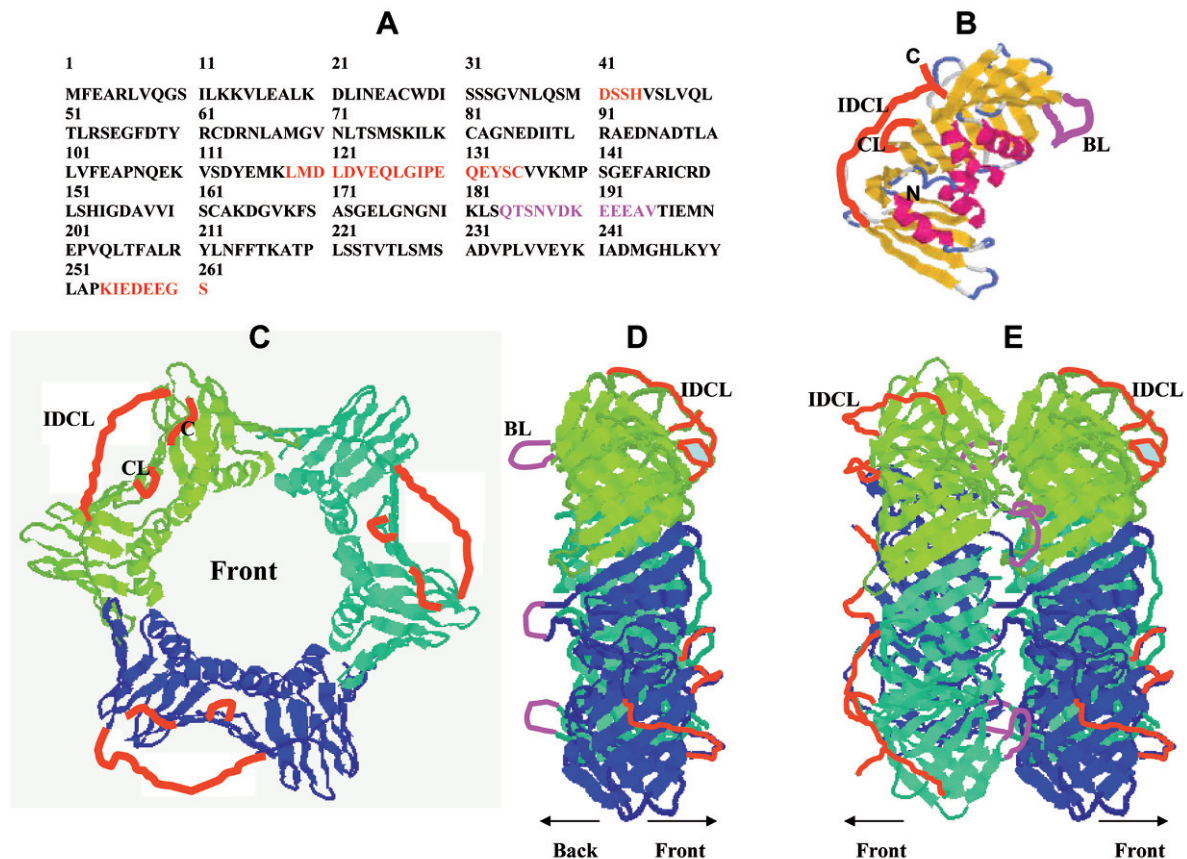 A
1 11 21 31 41
MFEARLVQGS ILKKVLEALK DLINEACWDI SSSGVNLQSM DSSHVSLVQL
51 61 71 81 91
TLRSEGFDTY RCDRNLAMGV NLTSMSKILK CAGNEDIITL RAEDNADTLA
101 111 121 131 141
LVFEAPNQEK VSDYEMKLMD LDVEQLGIPE QEYSCVVKMP SGEFARICRD
151 161 171 181 191
LSHIGDAVVI SCAKDGVKFS ASGELGNGNI KLSQTSNVDK EEEAVTIEMN
201 211 221 231 241
EPVQLTFALR YLNFFTKATP LSSTVTLSMS ADVPLVVEYK IADMGHLKYY
251 261
LAPKIEDEEG S
B
C
IDCL
CL
N
BL
C
IDCL
C
CL
Front
D
IDCL
BL
Back Front
E
IDCL
IDCL
Front Front